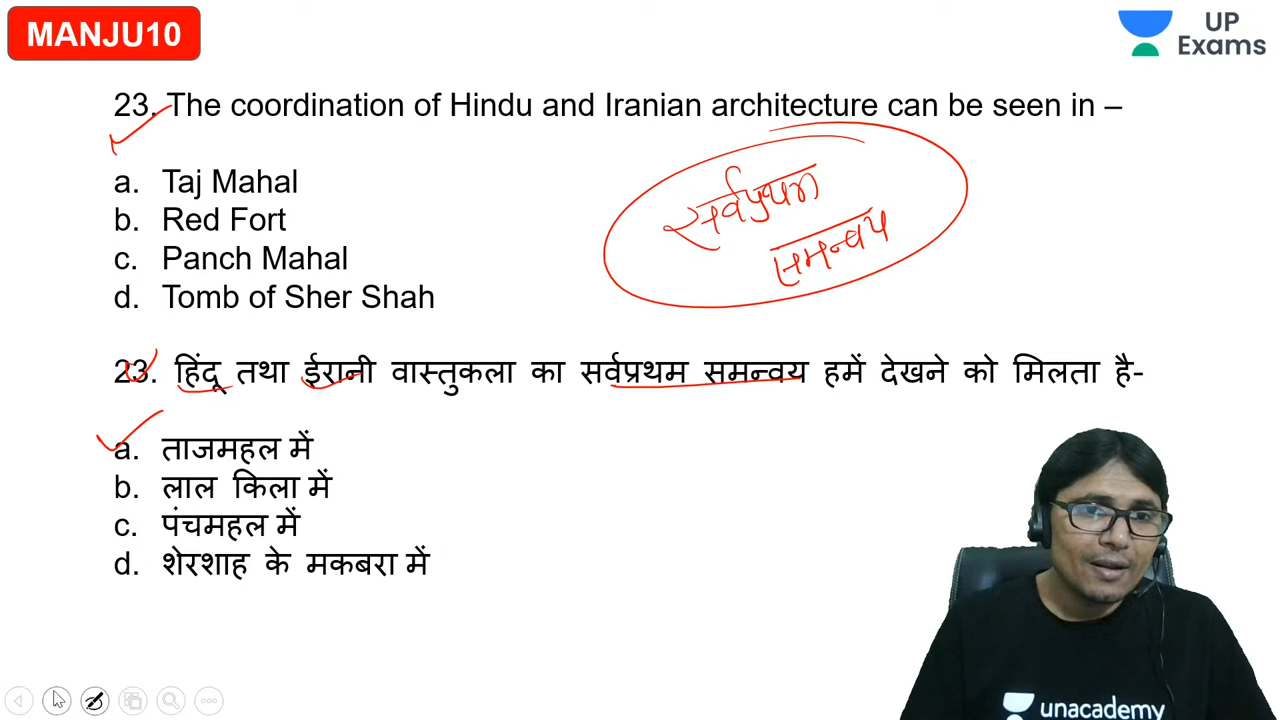 MANJU10
UP
Exams
23. The coordination of Hindu and Iranian architecture can be seen in –
a. Taj Mahal
b. Red Fort
c. Panch Mahal
d. Tomb of Sher Shah
सर्वप्रथम
समन्वय
23. हिंदू तथा ईरानी वास्तुकला का सर्वप्रथम समन्वय हमें देखने को मिलता है-
a. ताजमहल में
b. लाल किला में
c. पंचमहल में
d. शेरशाह के मकबरा में
unacademy